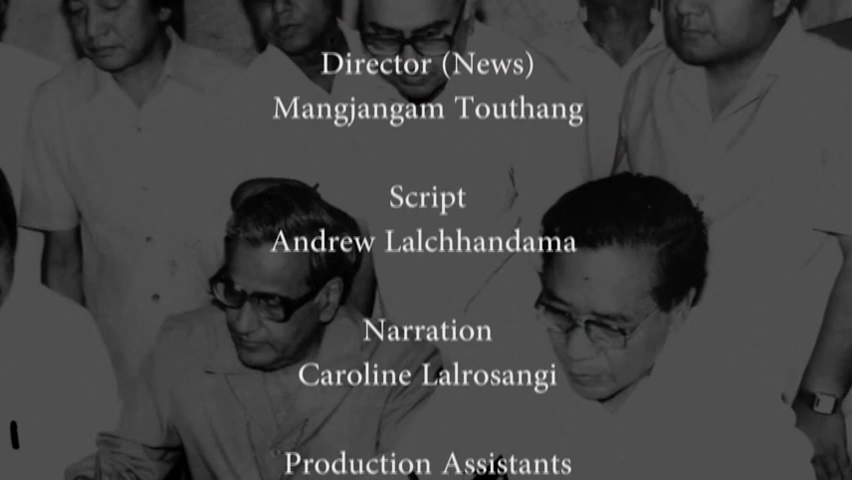 Director (News)
Mangjangam Touthang
Script
Andrew Lalchhandama
Narration
Caroline Lalrosangi
Production Assistants